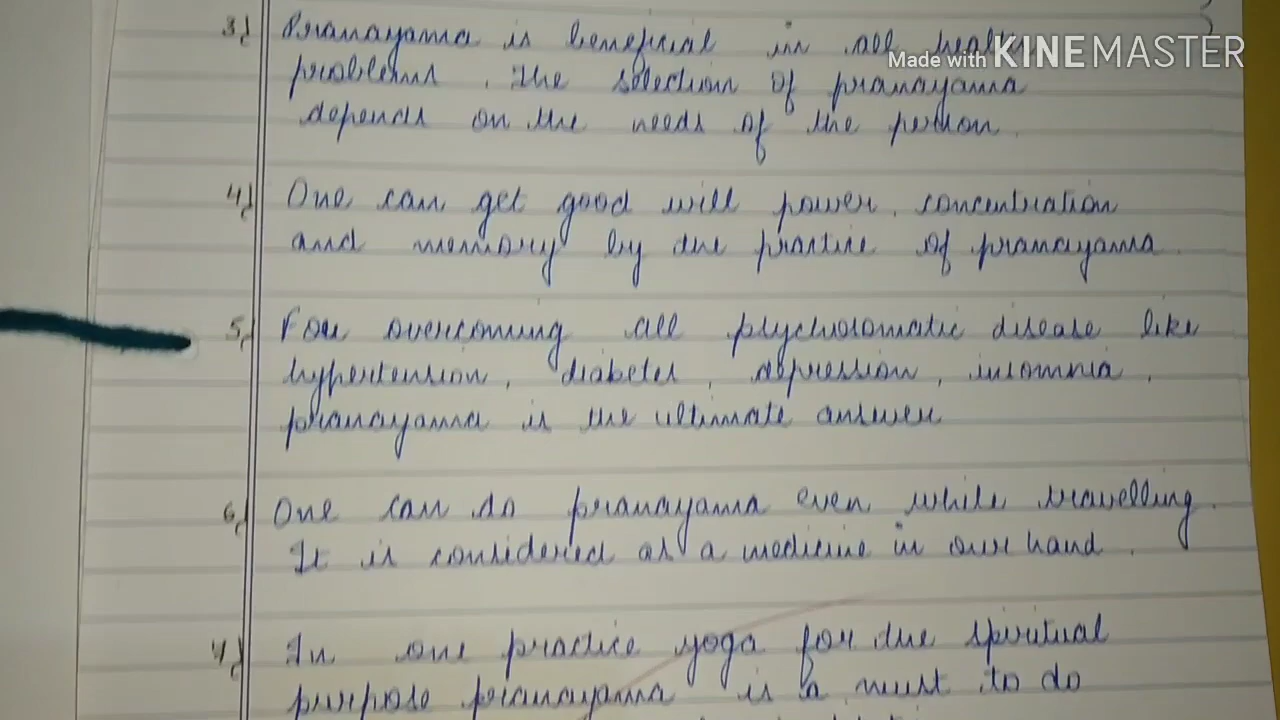 3) Pranayama is beneficial in all health
Made with KINEMASTER
problems. The selection of pranayama
depends on the needs of the person.
4) One can get good will power, concentration
and memory by the practice of pranayama.
5) For overcoming all psychosomatic disease like
hypertension, diabetes, depression, insomnia,
pranayama is the ultimate answer
6) One can do pranayama even while travelling.
It is considered as a medicine in our hand.
In one practice yoga for the spiritual
purpose pranayama is a must to do